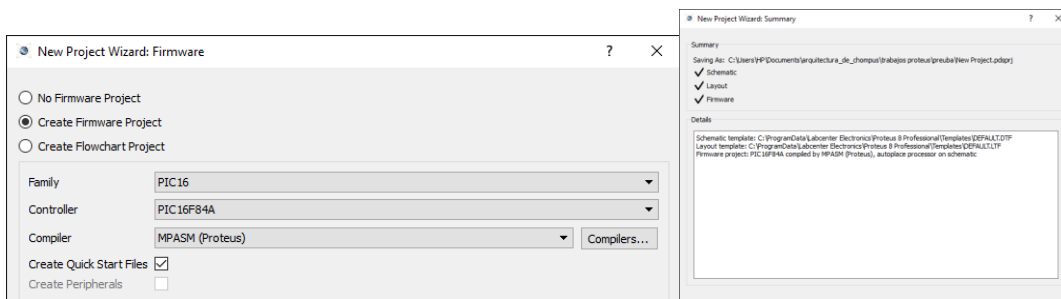 New Project Wizard: Firmware
No Firmware Project
Create Firmware Project
Create Flowchart Project
Family PIC16
Controller PIC16F84A
Compiler MPASM (Proteus) Compilers...
Create Quick Start Files
Create Peripherals
New Project Wizard: Summary
Summary
Saving As: C:\Users\HP\Documents\arquitectura_de_chompus\trabajos proteus\preuba\New Project.pdsprj
Schematic
Layout
Firmware
Details
Schematic template: C:\ProgramData\Labcenter Electronics\Proteus 8 Professional\Templates\DEFAULT.DTF
Layout template: C:\ProgramData\Labcenter Electronics\Proteus 8 Professional\Templates\DEFAULT.LTF
Firmware project: PIC16F84A compiled by MPASM (Proteus), autoplace processor on schematic